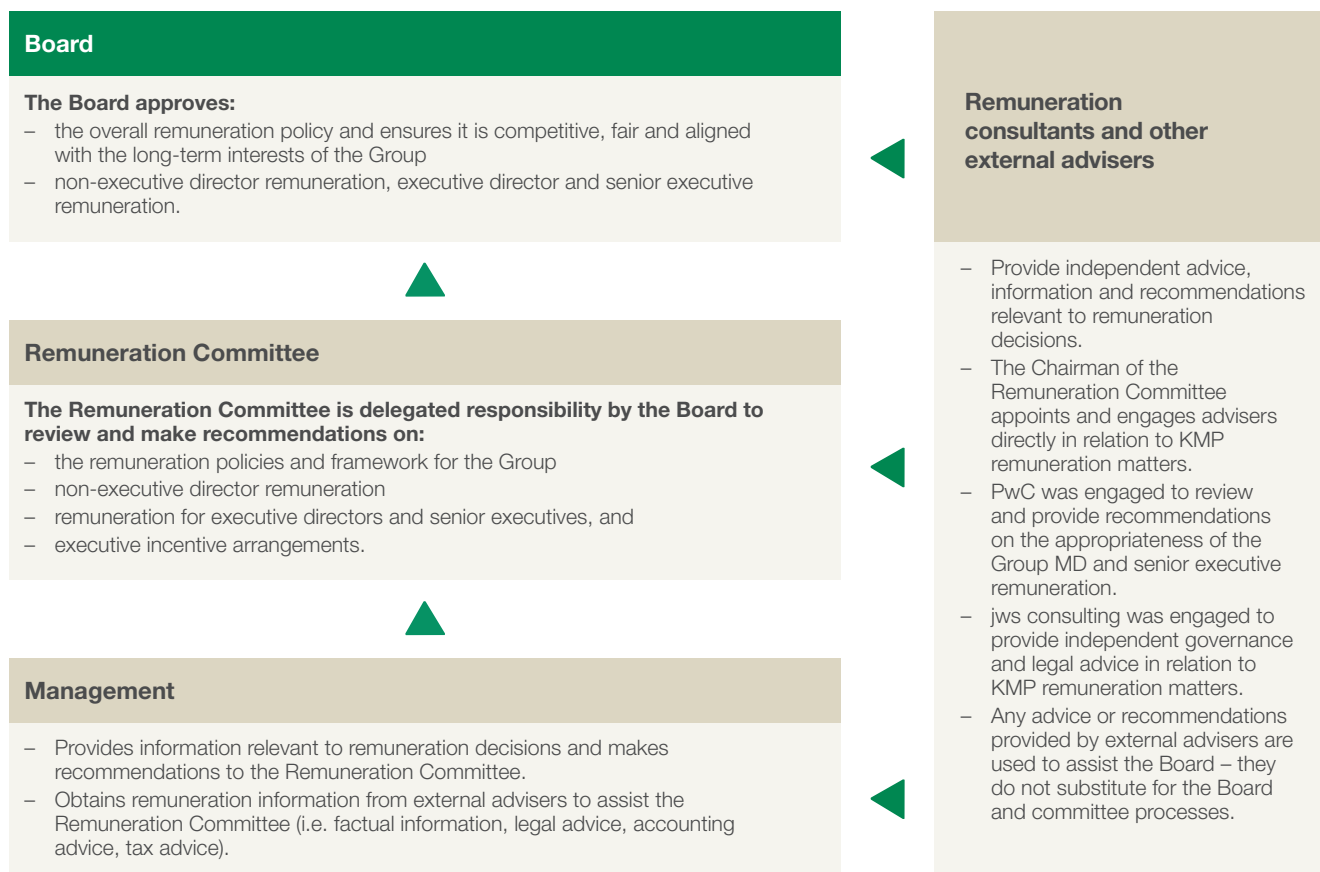 Board
The Board approves:
– the overall remuneration policy and ensures it is competitive, fair and aligned
with the long-term interests of the Group
– non-executive director remuneration, executive director and senior executive
remuneration.
Remuneration Committee
The Remuneration Committee is delegated responsibility by the Board to
review and make recommendations on:
– the remuneration policies and framework for the Group
– non-executive director remuneration
– remuneration for executive directors and senior executives, and
– executive incentive arrangements.
Management
– Provides information relevant to remuneration decisions and makes
recommendations to the Remuneration Committee.
– Obtains remuneration information from external advisers to assist the
Remuneration Committee (i.e. factual information, legal advice, accounting
advice, tax advice).
Remuneration
consultants and other
external advisers
– Provide independent advice,
information and recommendations
relevant to remuneration
decisions.
– The Chairman of the
Remuneration Committee
appoints and engages advisers
directly in relation to KMP
remuneration matters.
– PwC was engaged to review
and provide recommendations
on the appropriateness of the
Group MD and senior executive
remuneration.
– jws consulting was engaged to
provide independent governance
and legal advice in relation to
KMP remuneration matters.
– Any advice or recommendations
provided by external advisers are
used to assist the Board – they
do not substitute for the Board
and committee processes.